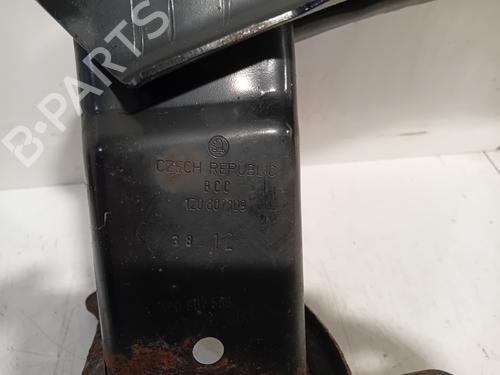 B-PARTS
CZECH REPUBLIC
BCC
1Z0 807 109
38 12